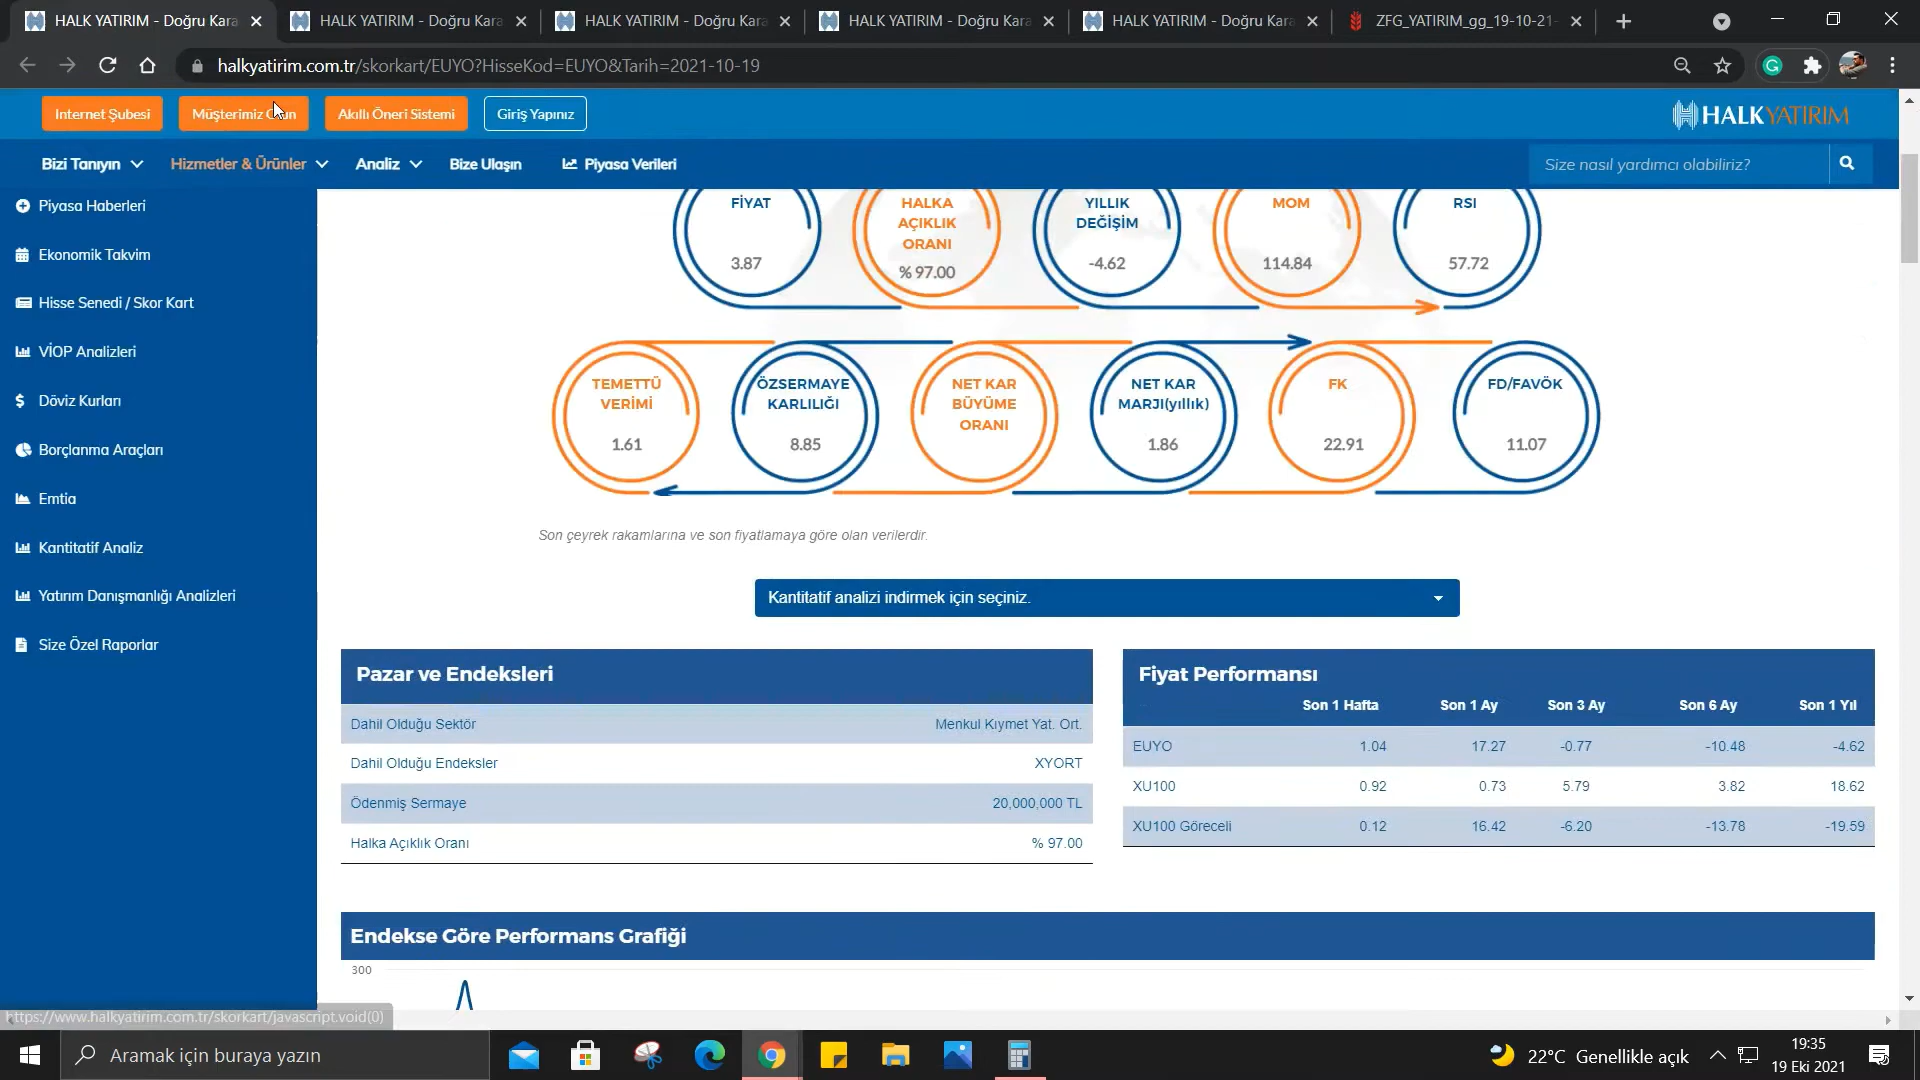 HALK YATIRIM - Doğru Kara
HALK YATIRIM - Doğru Kara
HALK YATIRIM - Doğru Kara
HALK YATIRIM - Doğru Kara
HALK YATIRIM - Doğru Kara
ZFG_YATIRIM_gg_19-10-21-
halkyatirim.com.tr/skorkart/EUYO?HisseKod=EUYO&Tarih=2021-10-19
Internet Şubesi
Müşterimiz Olun
Akıllı Öneri Sistemi
Giriş Yapınız
HALKYATIRIM
Bizi Tanıyın
Hizmetler & Ürünler
Analiz
Bize Ulaşın
Piyasa Verileri
Size nasıl yardımcı olabiliriz?
Piyasa Haberleri
Ekonomik Takvim
Hisse Senedi / Skor Kart
VİOP Analizleri
Döviz Kurları
Borçlanma Araçları
Emtia
Kantitatif Analiz
Yatırım Danışmanlığı Analizleri
Size Özel Raporlar
FİYAT
3.87
HALKA
AÇIKLIK
ORANI
% 97.00
YILLIK
DEĞİŞİM
-4.62
MOM
114.84
RSI
57.72
TEMETTÜ
VERİMİ
1.61
ÖZSERMAYE
KARLILIĞI
8.85
NET KAR
BÜYÜME
ORANI
NET KAR
MARJI(yıllık)
1.86
FK
22.91
FD/FAVÖK
11.07
Son çeyrek rakamlarına ve son fiyatlamaya göre olan verilerdir.
Kantitatif analizi indirmek için seçiniz.
Pazar ve Endeksleri
Dahil Olduğu Sektör Menkul Kıymet Yat. Ort.
Dahil Olduğu Endeksler XYORT
Ödenmiş Sermaye 20,000,000 TL
Halka Açıklık Oranı % 97.00
Fiyat Performansı
Son 1 Hafta Son 1 Ay Son 3 Ay Son 6 Ay Son 1 Yıl
EUYO 1.04 17.27 -0.77 -10.48 -4.62
XU100 0.92 0.73 5.79 3.82 18.62
XU100 Göreceli 0.12 16.42 -6.20 -13.78 -19.59
Endekse Göre Performans Grafiği
300
https://www.halkyatirim.com.tr/skorkart/javascript.void(0)
Aramak için buraya yazın
22°C Genellikle açık
19:35
19 Eki 2021